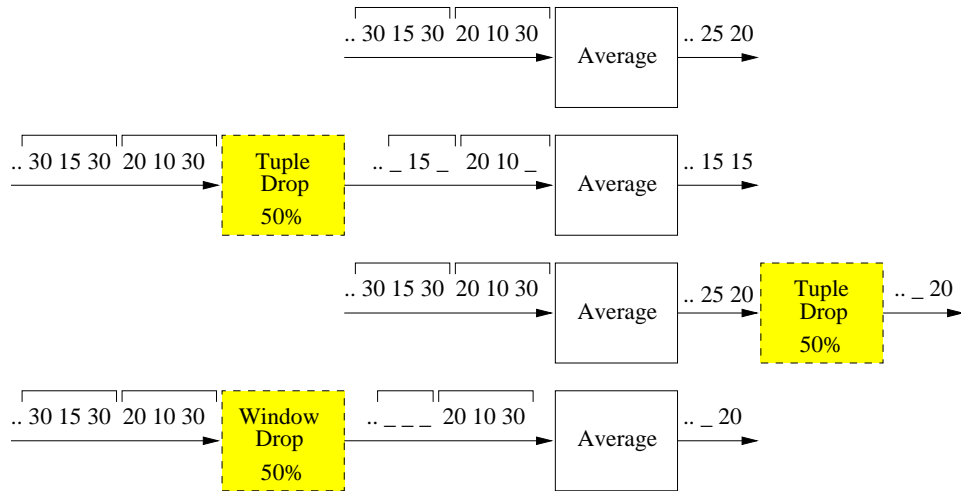 .. 30 15 30 20 10 30
Average
.. 25 20
.. 30 15 30 20 10 30
Tuple
Drop
50%
.. _ 15 _ 20 10 _
Average
.. 15 15
.. 30 15 30 20 10 30
Average
.. 25 20
Tuple
Drop
50%
.. _ 20
.. 30 15 30 20 10 30
Window
Drop
50%
.. _ _ _ 20 10 30
Average
.. _ 20